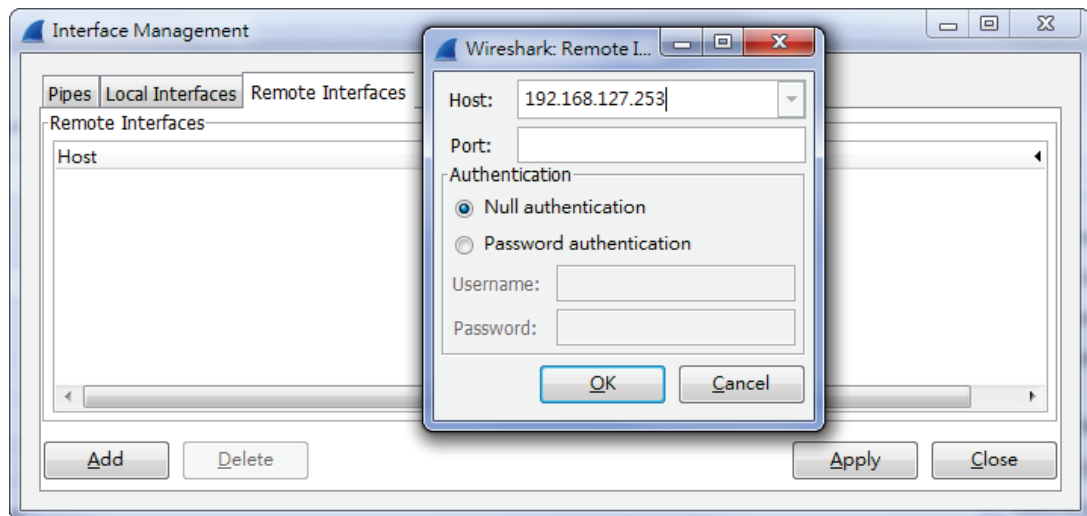 Interface Management
Pipes Local Interfaces Remote Interfaces
Remote Interfaces
Host
Add Delete Apply Close
Wireshark: Remote I...
Host: 192.168.127.253
Port:
Authentication
Null authentication
Password authentication
Username:
Password:
OK Cancel